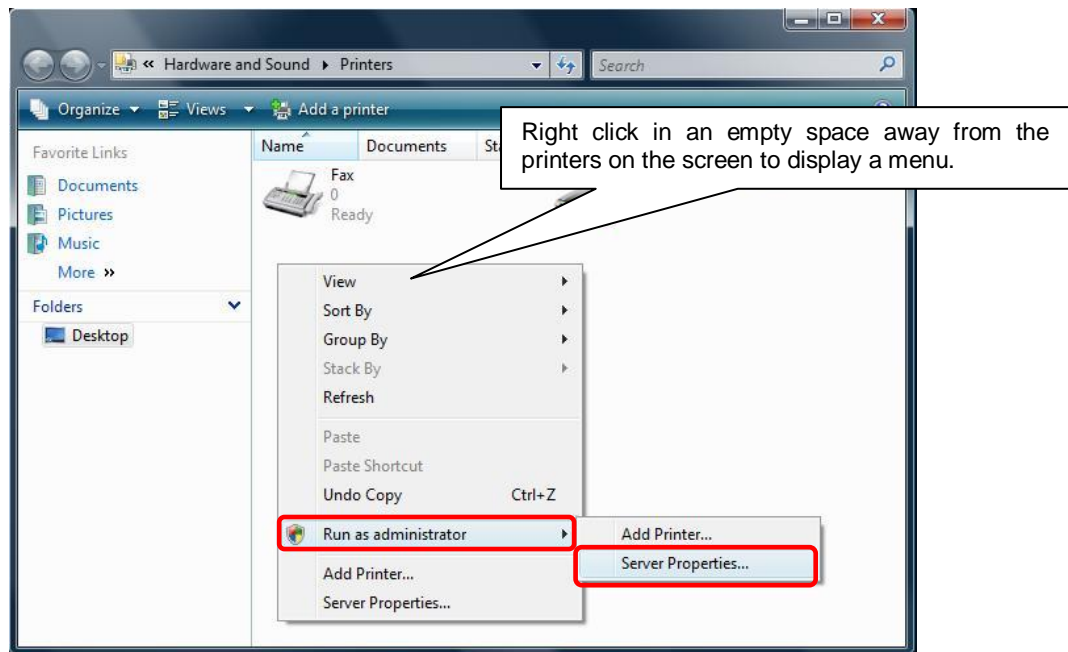 « Hardware and Sound ▸ Printers
Search
Organize
Views
Add a printer
Right click in an empty space away from the
printers on the screen to display a menu.
Favorite Links
Documents
Pictures
Music
More »
Folders
Desktop
Name Documents
Fax
0
Ready
View
Sort By
Group By
Stack By
Refresh
Paste
Paste Shortcut
Undo Copy Ctrl+Z
Run as administrator
Add Printer...
Server Properties...
Add Printer...
Server Properties...